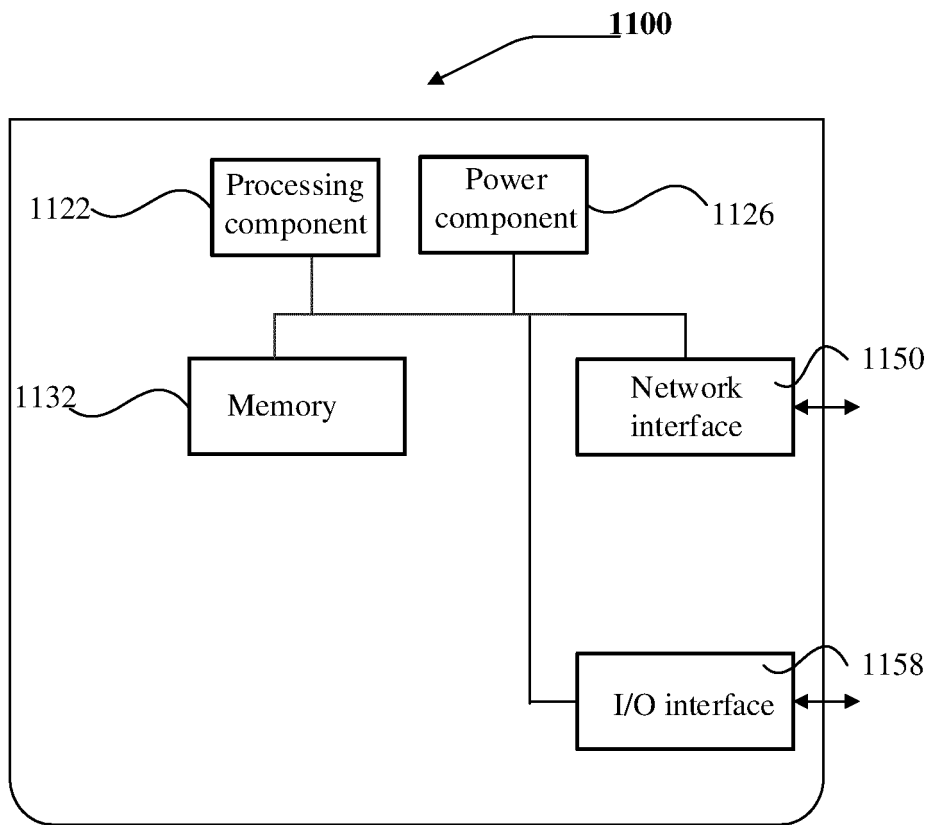 1100
Processing
component
Power
component
1122
1126
Memory
1132
Network
interface
1150
I/O interface
1158